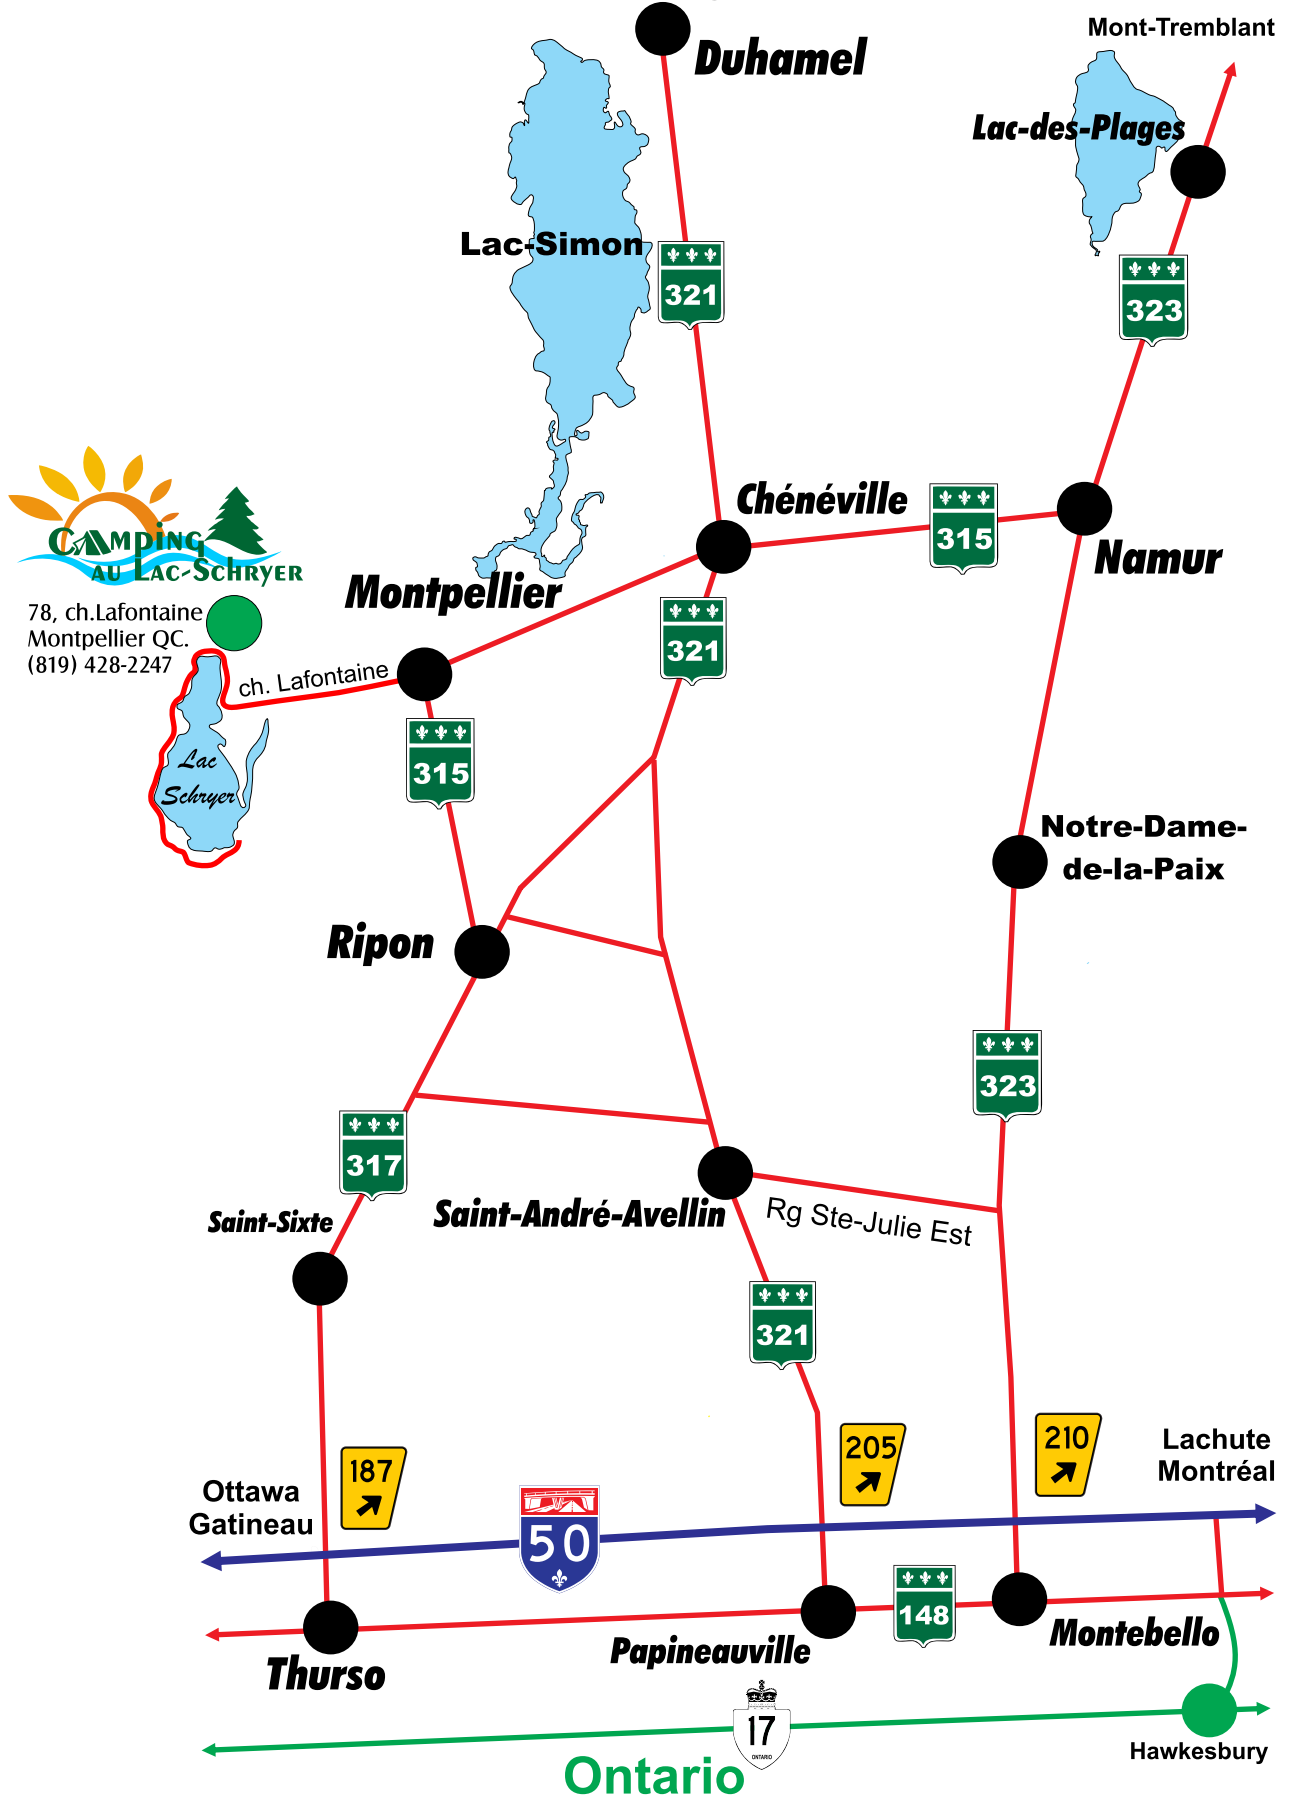 Mont-Tremblant
Duhamel
Lac-des-Plages
Lac-Simon
321
323
Chénéville
315
Namur
Camping
au Lac-Schryer
78, ch.Lafontaine
Montpellier QC.
(819) 428-2247
Montpellier
ch. Lafontaine
321
315
Lac
Schryer
Notre-Dame-
de-la-Paix
Ripon
323
317
Saint-Sixte
Saint-André-Avellin
Rg Ste-Julie Est
321
187
205
210
Lachute
Montréal
Ottawa
Gatineau
50
148
Thurso
Papineauville
Montebello
17
ONTARIO
Hawkesbury
Ontario